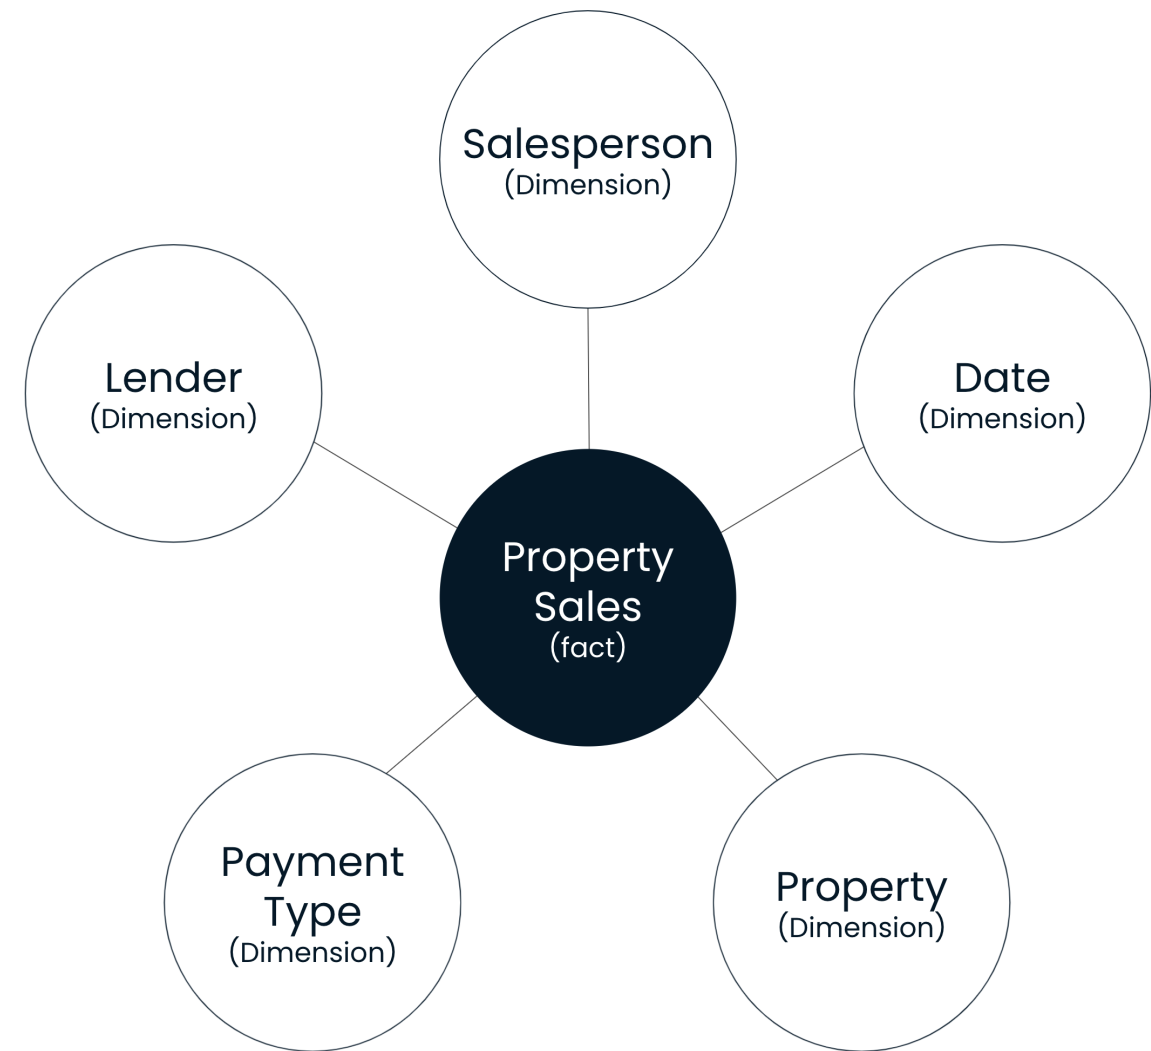 Salesperson
(Dimension)
Lender
(Dimension)
Date
(Dimension)
Property
Sales
(fact)
Payment
Type
(Dimension)
Property
(Dimension)